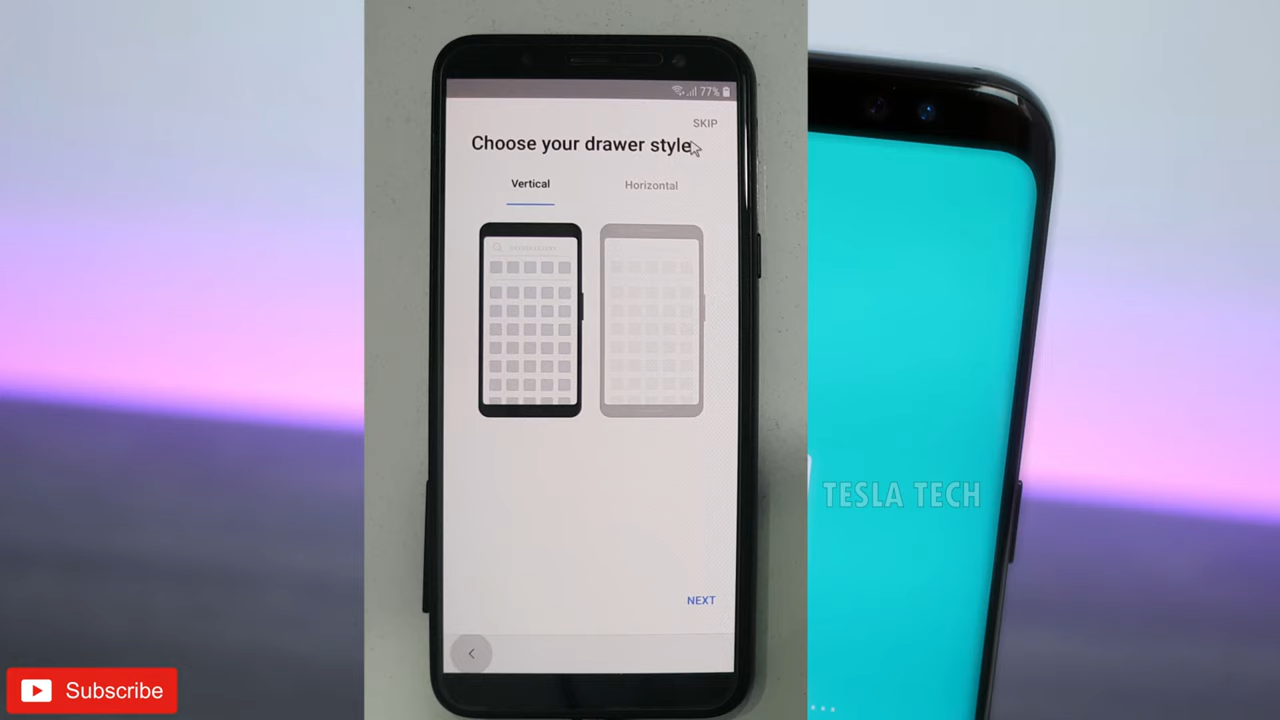 77%
SKIP
Choose your drawer style
Vertical
Horizontal
TESLA TECH
NEXT
Subscribe